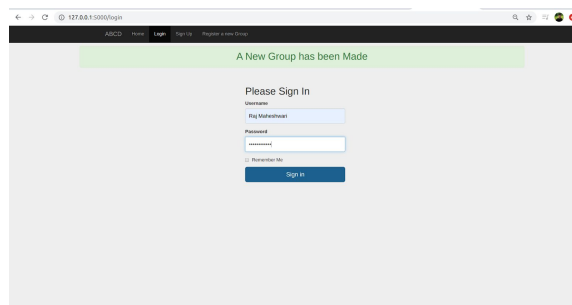 127.0.0.1:5000/login
ABCD Home Login Sign Up Register a new Group
A New Group has been Made
Please Sign In
Username
Raj Maheshwari
Password
Remember Me
Sign in